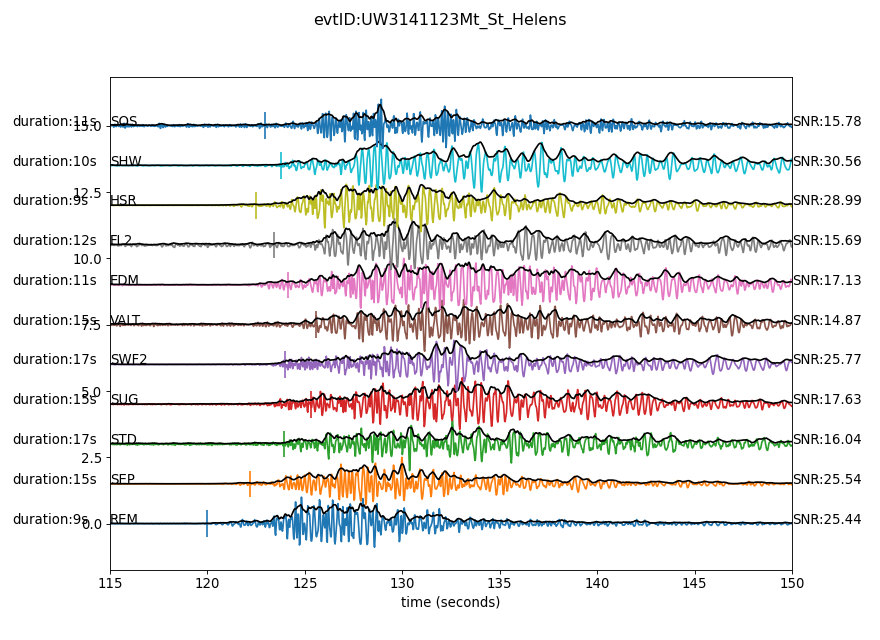 evtID:UW3141123Mt_St_Helens
duration:11s SOS SNR:15.78
15.0
duration:10s SHW SNR:30.56
12.5
duration:9s HSR SNR:28.99
duration:12s EL2 SNR:15.69
10.0
duration:11s EDM SNR:17.13
duration:15s VALT SNR:14.87
7.5
duration:17s SWF2 SNR:25.77
5.0
duration:15s SUG SNR:17.63
duration:17s STD SNR:16.04
2.5
duration:15s SEP SNR:25.54
duration:9s REM SNR:25.44
0.0
115 120 125 130 135 140 145 150
time (seconds)